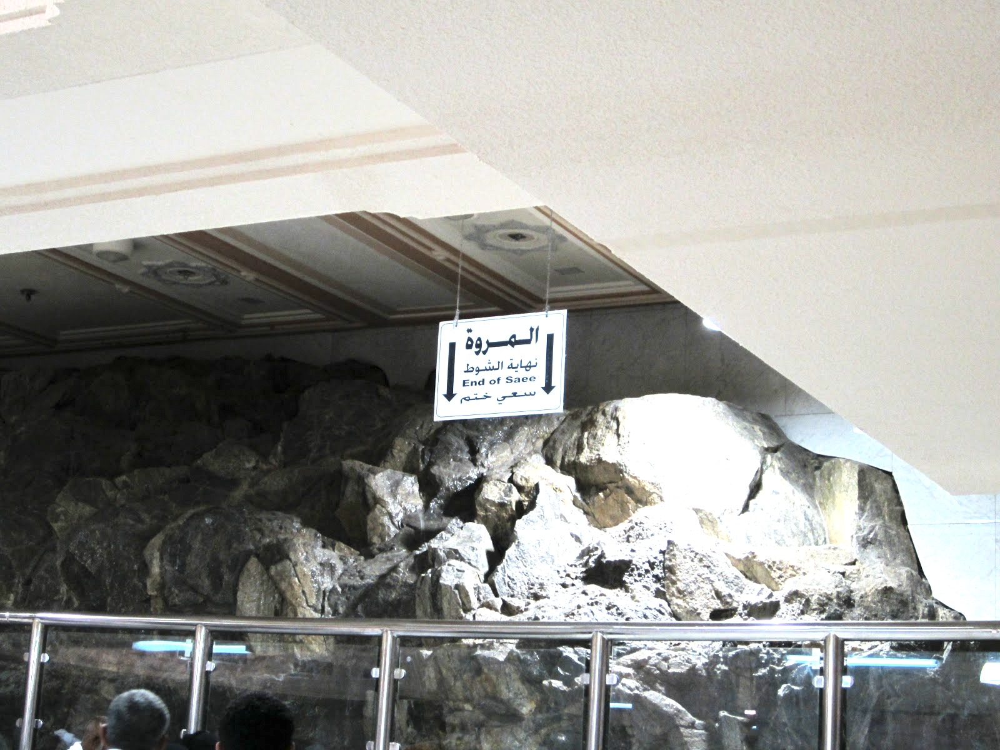 المروة
نهاية الشوط
End of Saee
سعي ختم